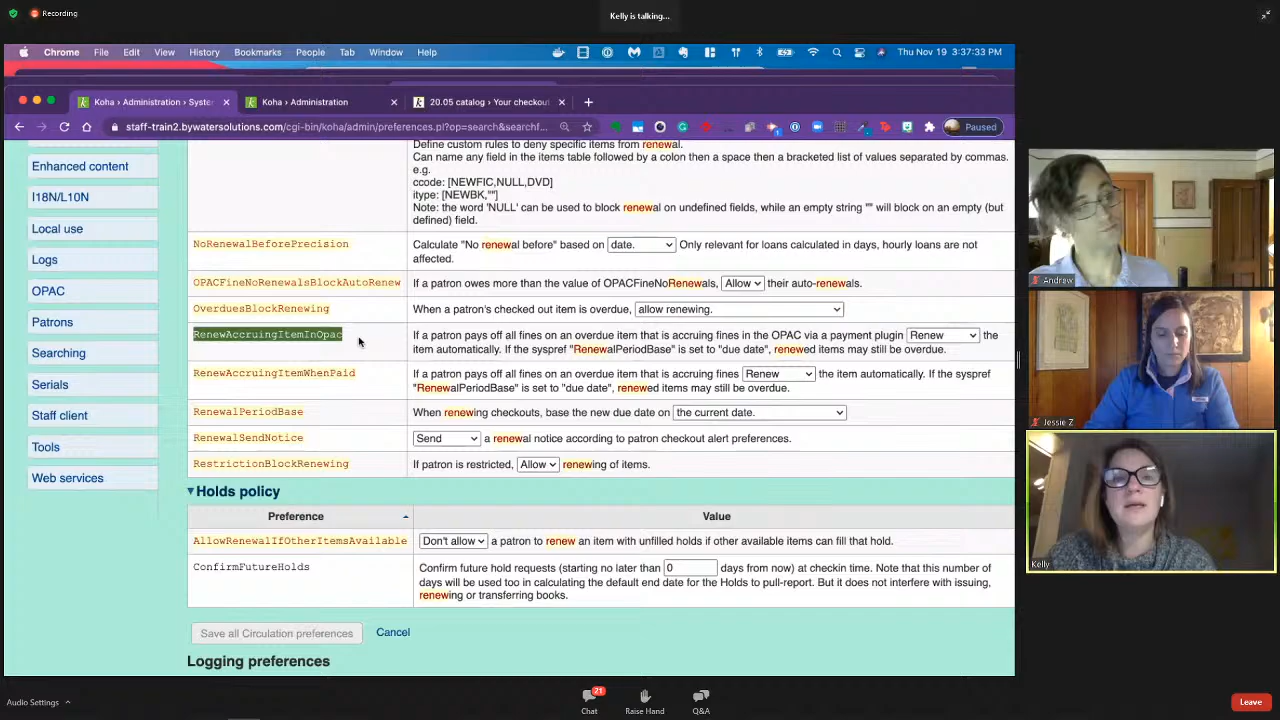 Recording
Kelly is talking...
Chrome File Edit View History Bookmarks People Tab Window Help
Thu Nov 19 3:37:33 PM
Koha › Administration › Syste
Koha › Administration
20.05 catalog › Your checkou
staff-train2.bywatersolutions.com/cgi-bin/koha/admin/preferences.pl?op=search&searchf...
Paused
Enhanced content
I18N/L10N
Local use
Logs
OPAC
Patrons
Searching
Serials
Staff client
Tools
Web services
Define custom rules to deny specific items from renewal.
Can name any field in the items table followed by a colon then a space then a bracketed list of values separated by commas.
e.g.
ccode: [NEWFIC,NULL,DVD]
itype: [NEWBK,""]
Note: the word 'NULL' can be used to block renewal on undefined fields, while an empty string "" will block on an empty (but
defined) field.
NoRenewalBeforePrecision
Calculate "No renewal before" based on date. Only relevant for loans calculated in days, hourly loans are not
affected.
OPACFineNoRenewalsBlockAutoRenew
If a patron owes more than the value of OPACFineNoRenewals, Allow their auto-renewals.
OverduesBlockRenewing
When a patron's checked out item is overdue, allow renewing.
RenewAccruingItemInOpac
If a patron pays off all fines on an overdue item that is accruing fines in the OPAC via a payment plugin Renew the
item automatically. If the syspref "RenewalPeriodBase" is set to "due date", renewed items may still be overdue.
RenewAccruingItemWhenPaid
If a patron pays off all fines on an overdue item that is accruing fines Renew the item automatically. If the syspref
"RenewalPeriodBase" is set to "due date", renewed items may still be overdue.
RenewalPeriodBase
When renewing checkouts, base the new due date on the current date.
RenewalSendNotice
Send a renewal notice according to patron checkout alert preferences.
RestrictionBlockRenewing
If patron is restricted, Allow renewing of items.
Holds policy
Preference Value
AllowRenewalIfOtherItemsAvailable
Don't allow a patron to renew an item with unfilled holds if other available items can fill that hold.
ConfirmFutureHolds
Confirm future hold requests (starting no later than 0 days from now) at checkin time. Note that this number of
days will be used too in calculating the default end date for the Holds to pull-report. But it does not interfere with issuing,
renewing or transferring books.
Save all Circulation preferences Cancel
Logging preferences
Andrew
Jessie Z
Kelly
Audio Settings
21
Chat
Raise Hand
Q&A
Leave